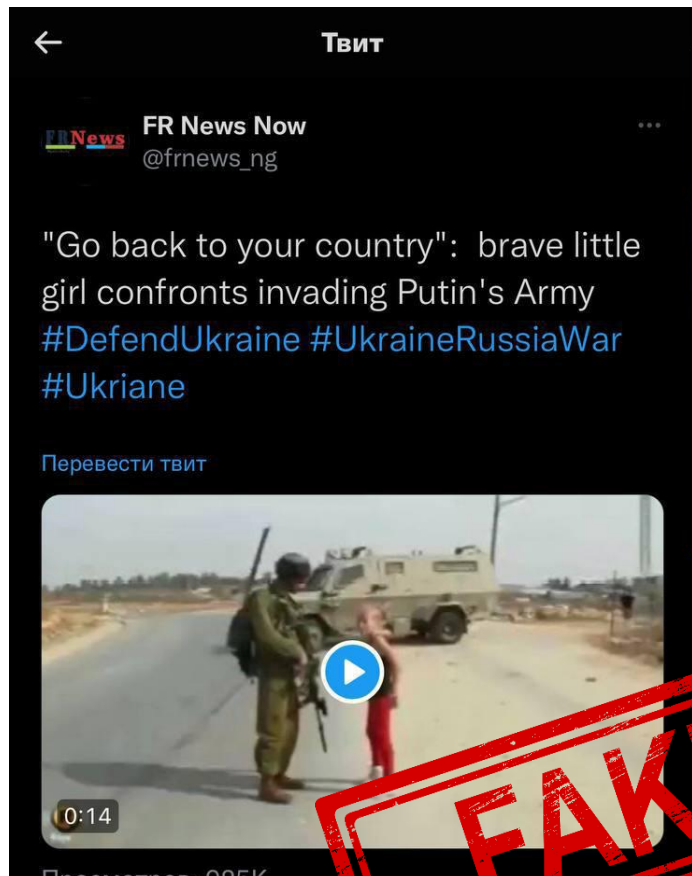 Твит
FRNews
FR News Now
@frnews_ng
"Go back to your country": brave little
girl confronts invading Putin's Army
#DefendUkraine #UkraineRussiaWar
#Ukriane
Перевести твит
0:14
FAK